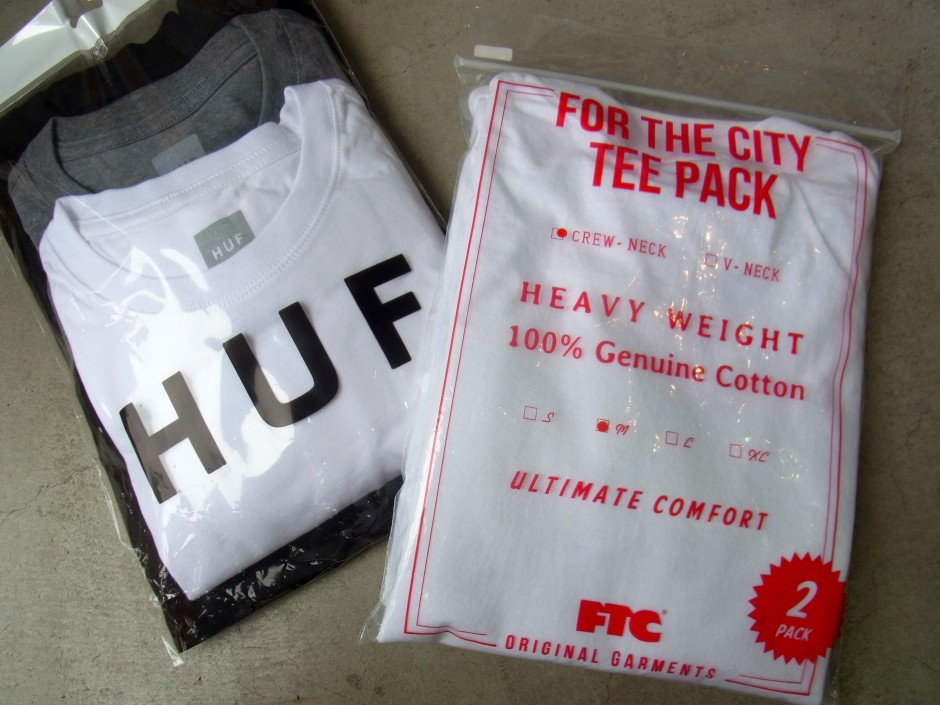 HUF
HUF
FOR THE CITY
TEE PACK
CREW-NECK
V-NECK
HEAVY WEIGHT
100% Genuine Cotton
S
M
L
XL
ULTIMATE COMFORT
2
PACK
FTC®
ORIGINAL GARMENTS